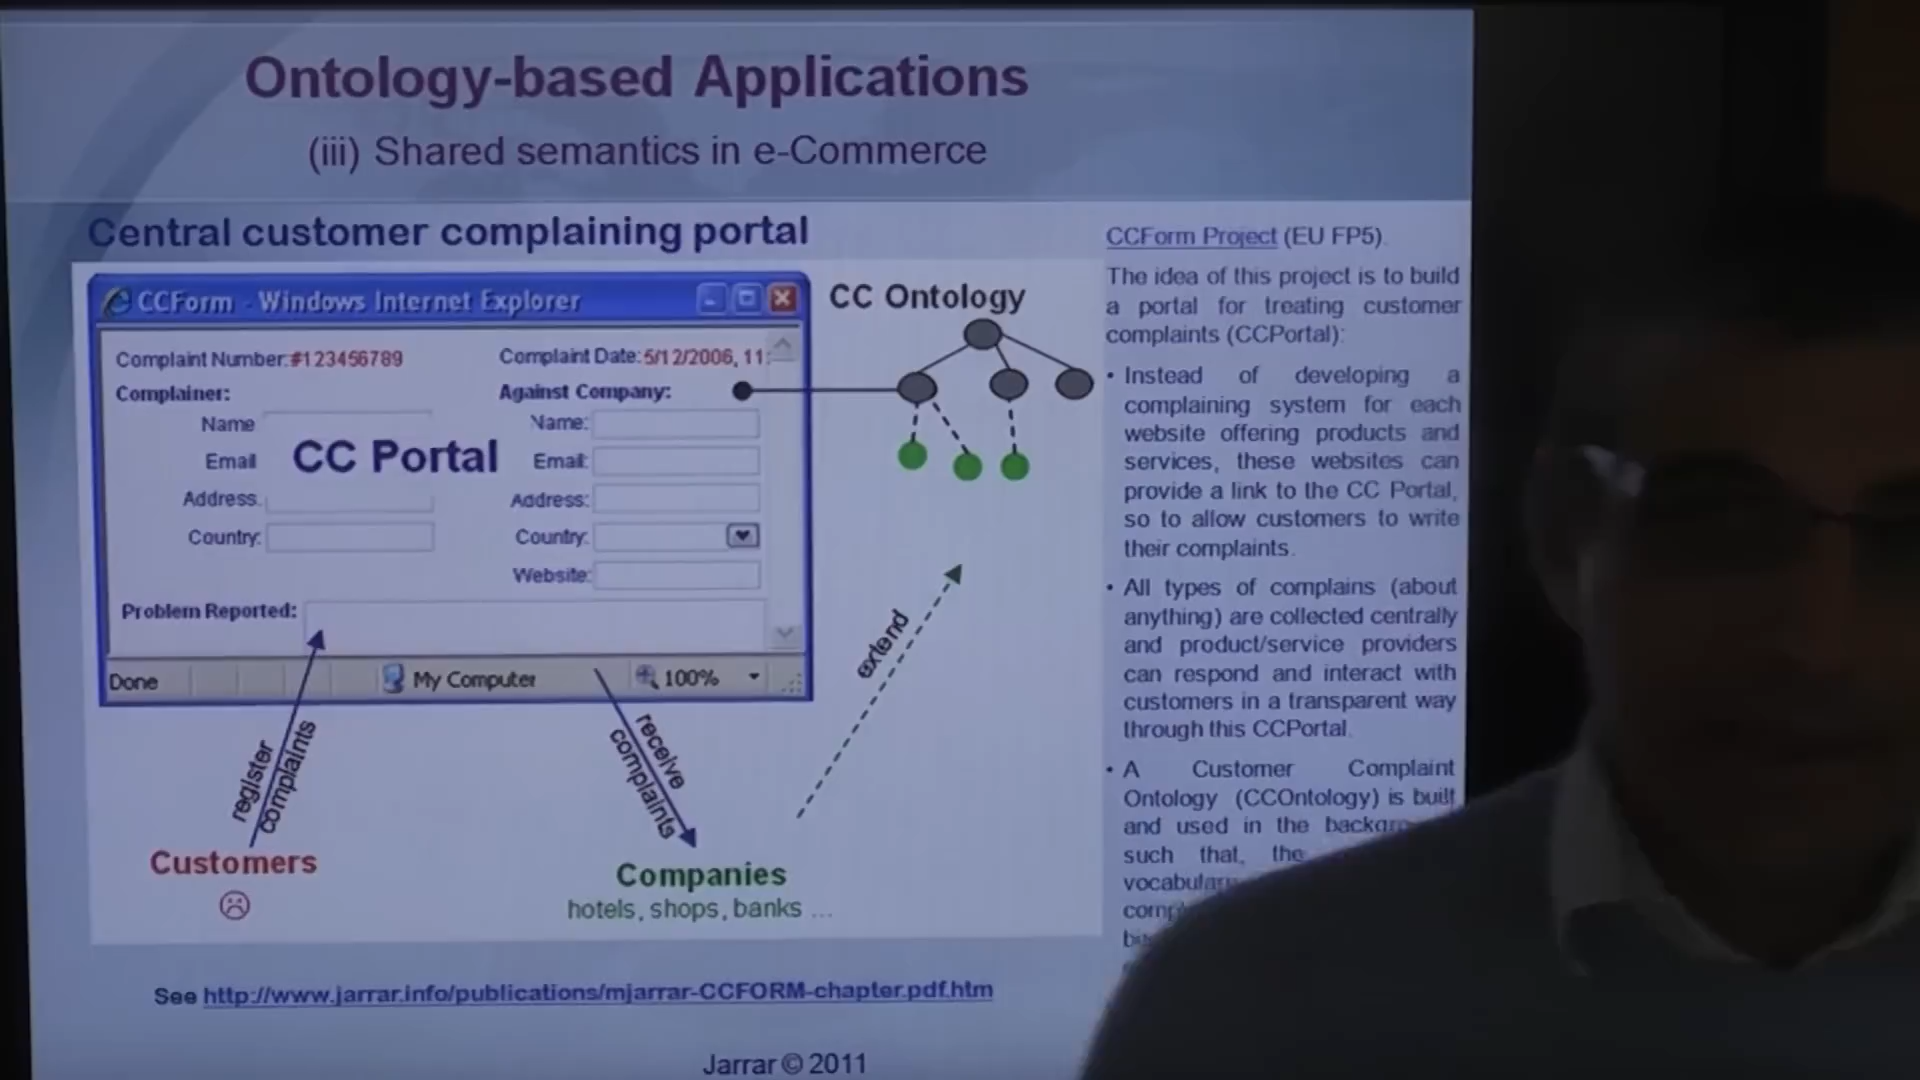 Ontology-based Applications
(iii) Shared semantics in e-Commerce
Central customer complaining portal
CCForm - Windows Internet Explorer
Complaint Number:#123456789
Complaint Date: 5/12/2006, 11:
Complainer:
Against Company:
Name
Email
Address.
Country:
CC Portal
Name:
Email:
Address:
Country:
Website:
Problem Reported:
Done
My Computer
100%
CC Ontology
extend
register
complaints
receive
complaints
Customers
Companies
hotels, shops, banks ...
See http://www.jarrar.info/publications/mjarrar-CCFORM-chapter.pdf.htm
CCForm Project (EU FP5).
The idea of this project is to build
a portal for treating customer
complaints (CCPortal):
• Instead of developing a
complaining system for each
website offering products and
services, these websites can
provide a link to the CC Portal,
so to allow customers to write
their complaints.
• All types of complains (about
anything) are collected centrally
and product/service providers
can respond and interact with
customers in a transparent way
through this CCPortal.
• A Customer Complaint
Ontology (CCOntology) is built
and used in the
such that, the
Jarrar © 2011